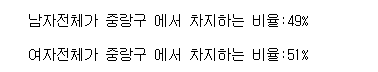 남자전체가 중랑구 에서 차지하는 비율:49%
여자전체가 중랑구 에서 차지하는 비율:51%